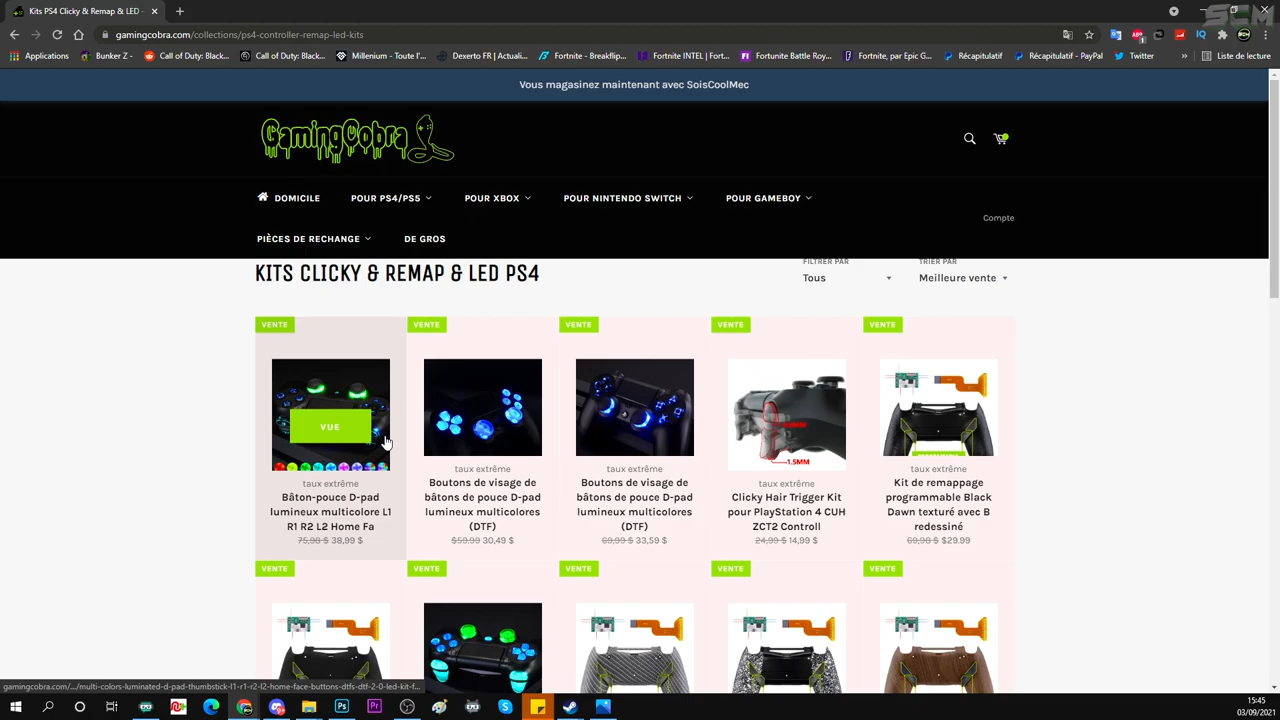 Kits PS4 Remap & LED - Gaming
SCM
gamingcobra.com/collections/ps4-controller-remap-led-kits
Applications
Bunker Z -
Call of Duty: Black...
Call of Duty: Black...
Millenium - Toute l'...
Dexerto FR | Actuali...
Fortnite - Breakflip...
Fortnite INTEL | Fort...
Fortunite Battle Roy...
Fortnite, par Epic G...
Récapitulatif
Récapitulatif - PayPal
Twitter
»
Liste de lecture
Vous magasinez maintenant avec SoisCoolMec
GamingCobra
DOMICILE
POUR PS4/PS5
POUR XBOX
POUR NINTENDO SWITCH
POUR GAMEBOY
Compte
PIÈCES DE RECHANGE
DE GROS
KITS CLICKY & REMAP & LED PS4
FILTRER PAR
Tous
TRIER PAR
Meilleure vente
VENTE
VENTE
VENTE
VENTE
VENTE
VUE
1.5MM
taux extrême
Bâton-pouce D-pad
lumineux multicolore L1
R1 R2 L2 Home Fa
75,98 $ 38,99 $
taux extrême
Boutons de visage de
bâtons de pouce D-pad
lumineux multicolores
(DTF)
$59.99 30,49 $
taux extrême
Boutons de visage de
bâtons de pouce D-pad
lumineux multicolores
(DTF)
69,99 $ 33,59 $
taux extrême
Clicky Hair Trigger Kit
pour PlayStation 4 CUH
ZCT2 Controll
24,99 $ 14,99 $
taux extrême
Kit de remappage
programmable Black
Dawn texturé avec B
redessiné
69,98 $ $29.99
VENTE
VENTE
VENTE
VENTE
VENTE
gamingcobra.com/.../multi-colors-luminated-d-pad-thumbstick-l1-r1-r2-l2-home-face-buttons-dtfs-dtf-2-0-led-kit-f...
15:45
03/09/2021